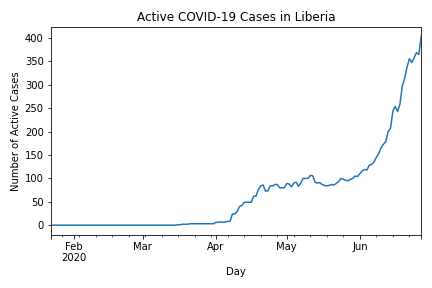 Active COVID-19 Cases in Liberia
Number of Active Cases
400
350
300
250
200
150
100
50
0
Feb
2020
Mar
Apr
May
Jun
Day